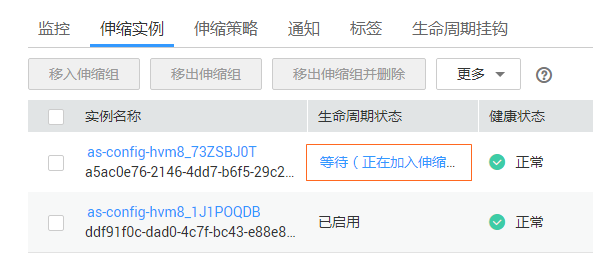 监控 伸缩实例 伸缩策略 通知 标签 生命周期挂钩
移入伸缩组 移出伸缩组 移出伸缩组并删除 更多 ?
实例名称 生命周期状态 健康状态
as-config-hvm8_73ZSBJ0T 等待（正在加入伸缩... 正常
a5ac0e76-2146-4dd7-b6f5-29c2...
as-config-hvm8_1J1POQDB 已启用 正常
ddf91f0c-dad0-4c7f-bc43-e88e8...